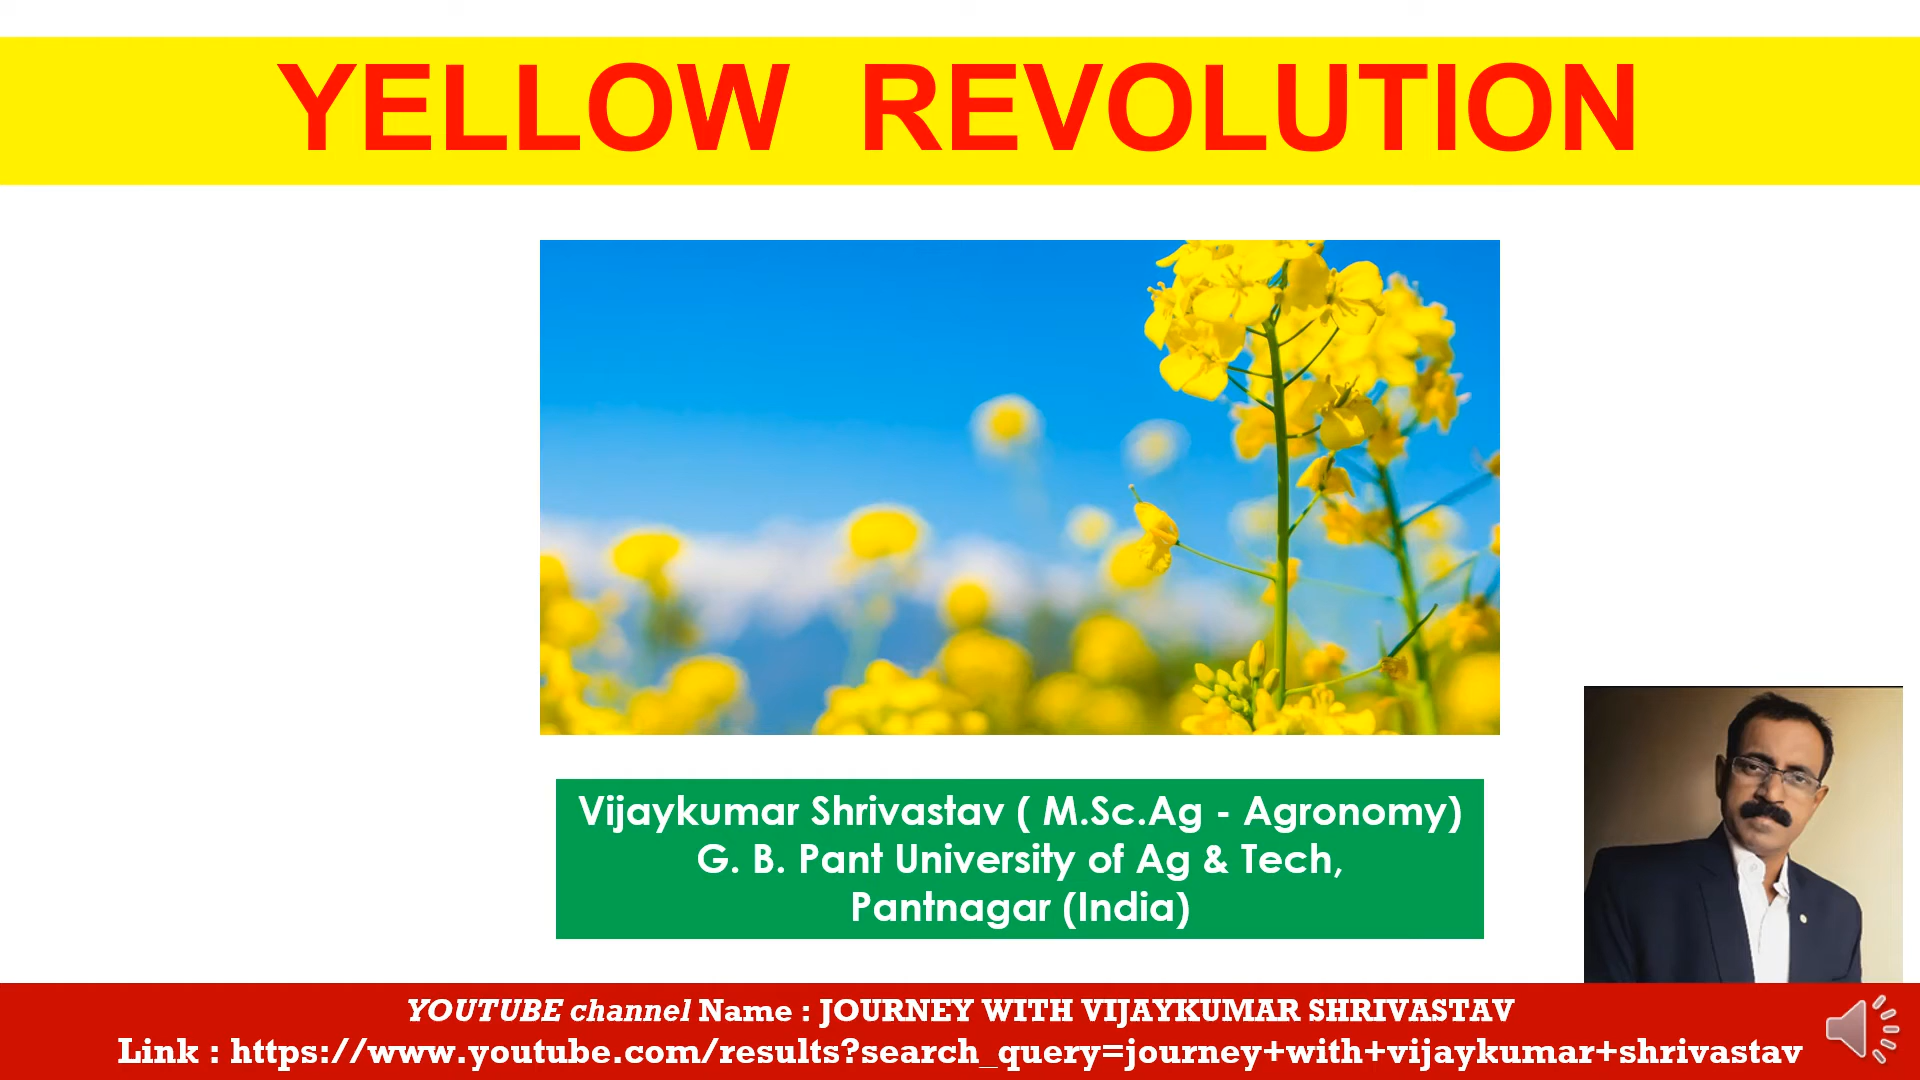 YELLOW REVOLUTION
Vijaykumar Shrivastav ( M.Sc.Ag - Agronomy)
G. B. Pant University of Ag & Tech,
Pantnagar (India)
YOUTUBE channel Name : JOURNEY WITH VIJAYKUMAR SHRIVASTAV
Link : https://www.youtube.com/results?search_query=journey+with+vijaykumar+shrivastav